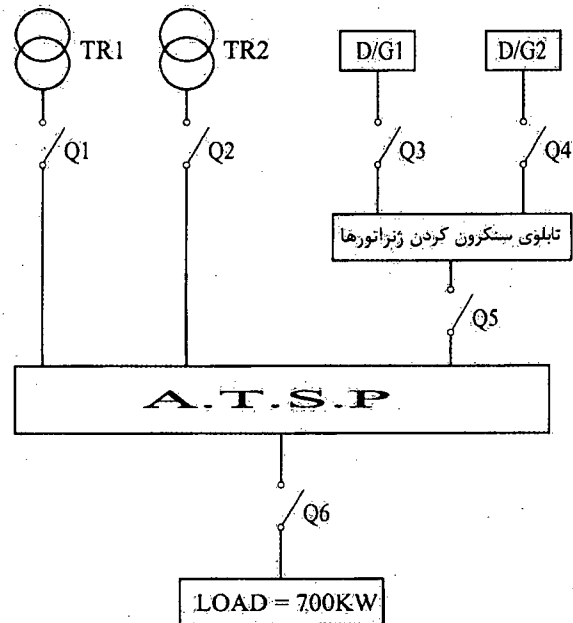 TR1
TR2
D/G1
D/G2
Q1
Q2
Q3
Q4
تابلوی سنکرون کردن ژنراتورها
Q5
A.T.S.P
Q6
LOAD = 700KW